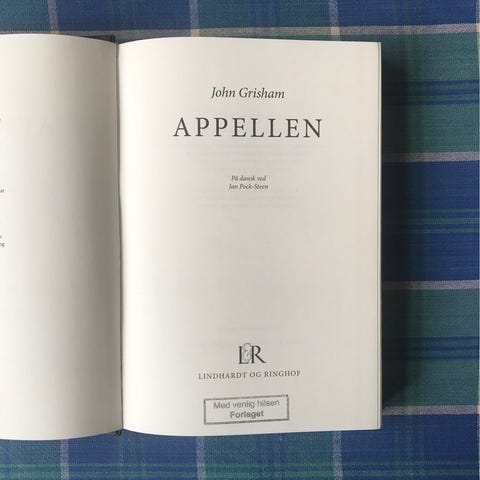 John Grisham
APPELLEN
På dansk ved
Jan Pock-Steen
LR
LINDHARDT OG RINGHOF
Med venlig hilsen
Forlaget